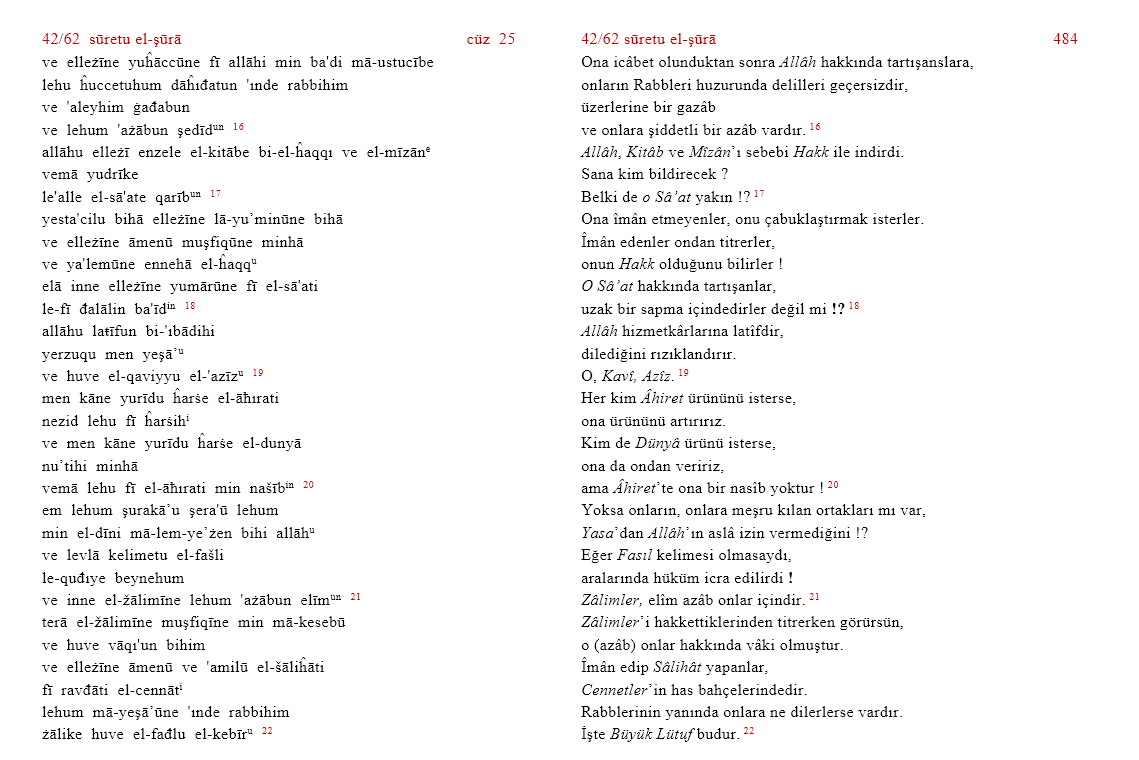 42/62 sūretu el-şūrā cüz 25
ve elleżīne yuĥāccūne fī allāhi min ba'di mā-ustucībe
lehu ĥuccetuhum dāĥıđatun 'ınde rabbihim
ve 'aleyhim ġađabun
ve lehum 'ażābun şedīdᵘⁿ 16
allāhu elleżī enzele el-kitābe bi-el-ĥaqqı ve el-mīzānᵉ
vemā yudrīke
le'alle el-sā'ate qarībᵘⁿ 17
yesta'cilu bihā elleżīne lā-yu’minūne bihā
ve elleżīne āmenū muşfiqūne minhā
ve ya'lemūne ennehā el-ĥaqqᵘ
elā inne elleżīne yumārūne fī el-sā'ati
le-fī đalālin ba'īdⁱⁿ 18
allāhu laŧīfun bi-'ıbādihi
yerzuqu men yeşā’ᵘ
ve huve el-qaviyyu el-'azīzᵘ 19
men kāne yurīdu ĥarśe el-āħırati
nezid lehu fī ĥarśihⁱ
ve men kāne yurīdu ĥarśe el-dunyā
nu’tihi minhā
vemā lehu fī el-āħırati min našībⁱⁿ 20
em lehum şurakā’u şera'ū lehum
min el-dīni mā-lem-ye’żen bihi allāhᵘ
ve levlā kelimetu el-fašli
le-quđıye beynehum
ve inne el-žālimīne lehum 'ażābun elīmᵘⁿ 21
terā el-žālimīne muşfiqīne min mā-kesebū
ve huve vāqı'un bihim
ve elleżīne āmenū ve 'amilū el-šāliĥāti
fī ravđāti el-cennātⁱ
lehum mā-yeşā’ūne 'ınde rabbihim
żālike huve el-fađlu el-kebīrᵘ 22
42/62 sūretu el-şūrā 484
Ona icâbet olunduktan sonra Allâh hakkında tartışanslara,
onların Rabbleri huzurunda delilleri geçersizdir,
üzerlerine bir gazâb
ve onlara şiddetli bir azâb vardır. 16
Allâh, Kitâb ve Mîzân’ı sebebi Hakk ile indirdi.
Sana kim bildirecek ?
Belki de o Sâ’at yakın !? 17
Ona îmân etmeyenler, onu çabuklaştırmak isterler.
Îmân edenler ondan titrerler,
onun Hakk olduğunu bilirler !
O Sâ’at hakkında tartışanlar,
uzak bir sapma içindedirler değil mi !? 18
Allâh hizmetkârlarına latîfdir,
dilediğini rızıklandırır.
O, Kavî, Azîz. 19
Her kim Âhiret ürününü isterse,
ona ürününü artırırız.
Kim de Dünyâ ürünü isterse,
ona da ondan veririz,
ama Âhiret’te ona bir nasîb yoktur ! 20
Yoksa onların, onlara meşru kılan ortakları mı var,
Yasa’dan Allâh’ın aslâ izin vermediğini !?
Eğer Fasıl kelimesi olmasaydı,
aralarında hüküm icra edilirdi !
Zâlimler, elîm azâb onlar içindir. 21
Zâlimler’i hakkettiklerinden titrerken görürsün,
o (azâb) onlar hakkında vâki olmuştur.
Îmân edip Sâlihât yapanlar,
Cennetler’in has bahçelerindedir.
Rabblerinin yanında onlara ne dilerlerse vardır.
İşte Büyük Lütuf budur. 22